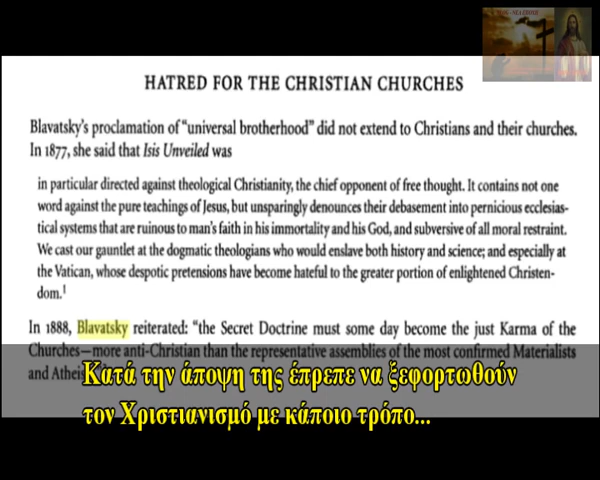 HATRED FOR THE CHRISTIAN CHURCHES
Blavatsky's proclamation of "universal brotherhood" did not extend to Christians and their churches.
In 1877, she said that Isis Unveiled was
in particular directed against theological Christianity, the chief opponent of free thought. It contains not one
word against the pure teachings of Jesus, but unsparingly denounces their debasement into pernicious ecclesias-
tical systems that are ruinous to man's faith in his immortality and his God, and subversive of all moral restraint.
We cast our gauntlet at the dogmatic theologians who would enslave both history and science; and especially at
the Vatican, whose despotic pretensions have become hateful to the greater portion of enlightened Christen-
dom.¹
In 1888, Blavatsky reiterated: "the Secret Doctrine must some day become the just Karma of the
Churches—more anti-Christian than the representative assemblies of the most confirmed Materialists
and Atheis
Κατά την άποψη της έπρεπε να ξεφορτωθούν
τον Χριστιανισμό με κάποιο τρόπο...